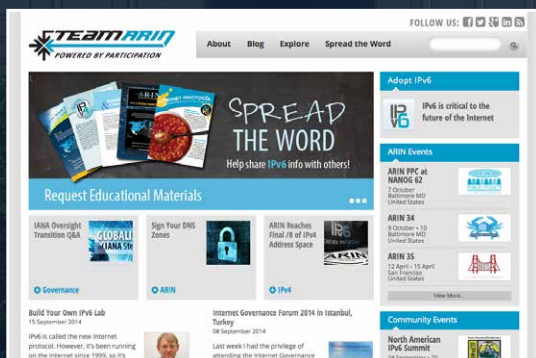 FOLLOW US:
TEAMARIN
POWERED BY PARTICIPATION
About Blog Explore Spread the Word
SPREAD
THE WORD
Help share IPv6 info with others!
Request Educational Materials
IANA Oversight
Transition Q&A
GLOBALI
Governance
Sign Your DNS
Zones
ARIN
ARIN Reaches
Final /8 of IPv4
Address Space
ARIN
IPv4
Build Your Own IPv6 Lab
15 September 2014
IPv6 is called the new Internet
protocol. However, it's been running
on the Internet since 1999, so it's
Internet Governance Forum 2014 in Istanbul,
Turkey
08 September 2014
Last week I had the privilege of
attending the Internet Governance
Adopt IPv6
IPv6 is critical to the
future of the Internet
ARIN Events
ARIN PPC at
NANOG 62
7 October
Baltimore MD
United States
ARIN 34
9 October - 10
Baltimore MD
United States
ARIN 35
12 April - 15 April
San Francisco
United States
View More...
Community Events
North American
IPv6 Summit